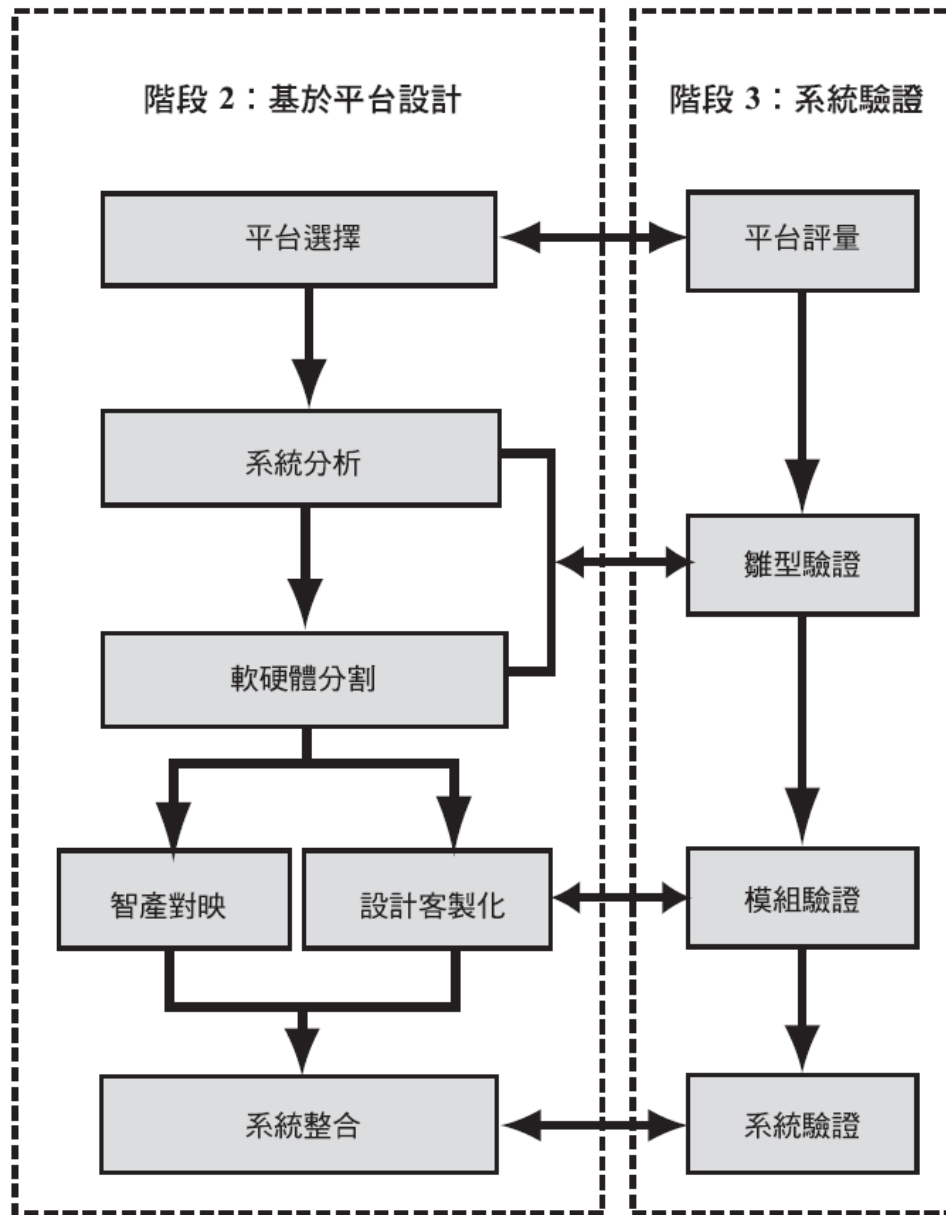 階段 2：基於平台設計
階段 3：系統驗證
平台選擇
平台評量
系統分析
雛型驗證
軟硬體分割
智產對映
設計客製化
模組驗證
系統整合
系統驗證